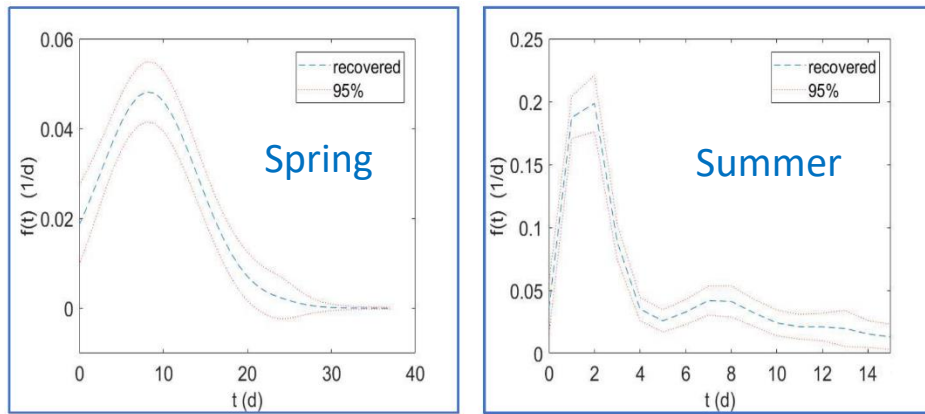 0.06
0.04
0.02
0
f(t) (1/d)
recovered
95%
Spring
0 10 20 30 40
t (d)
0.25
0.2
0.15
0.1
0.05
0
f(t) (1/d)
recovered
95%
Summer
0 2 4 6 8 10 12 14
t (d)